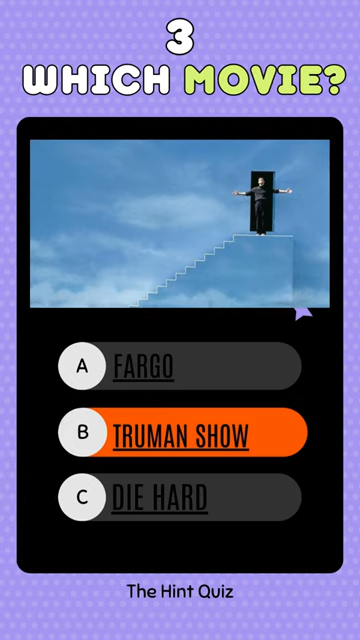 3
WHICH MOVIE?
A FARGO
B TRUMAN SHOW
C DIE HARD
The Hint Quiz